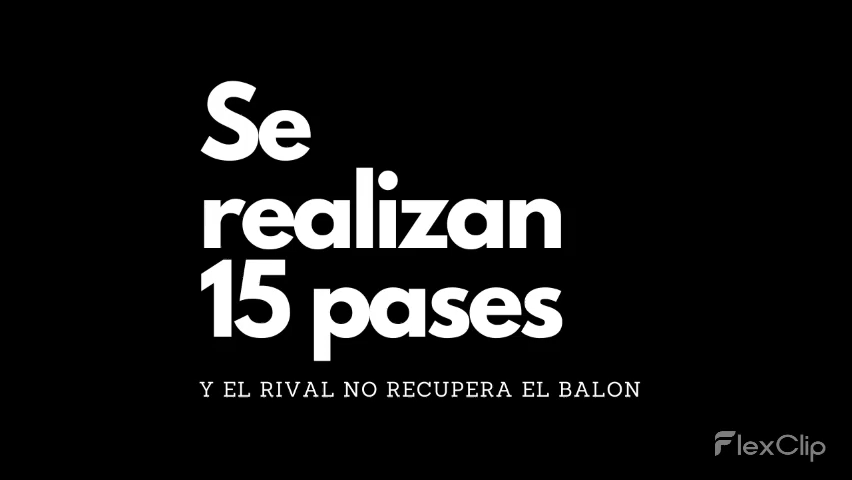 Se
realizan
15 pases
Y EL RIVAL NO RECUPERA EL BALON
FlexClip